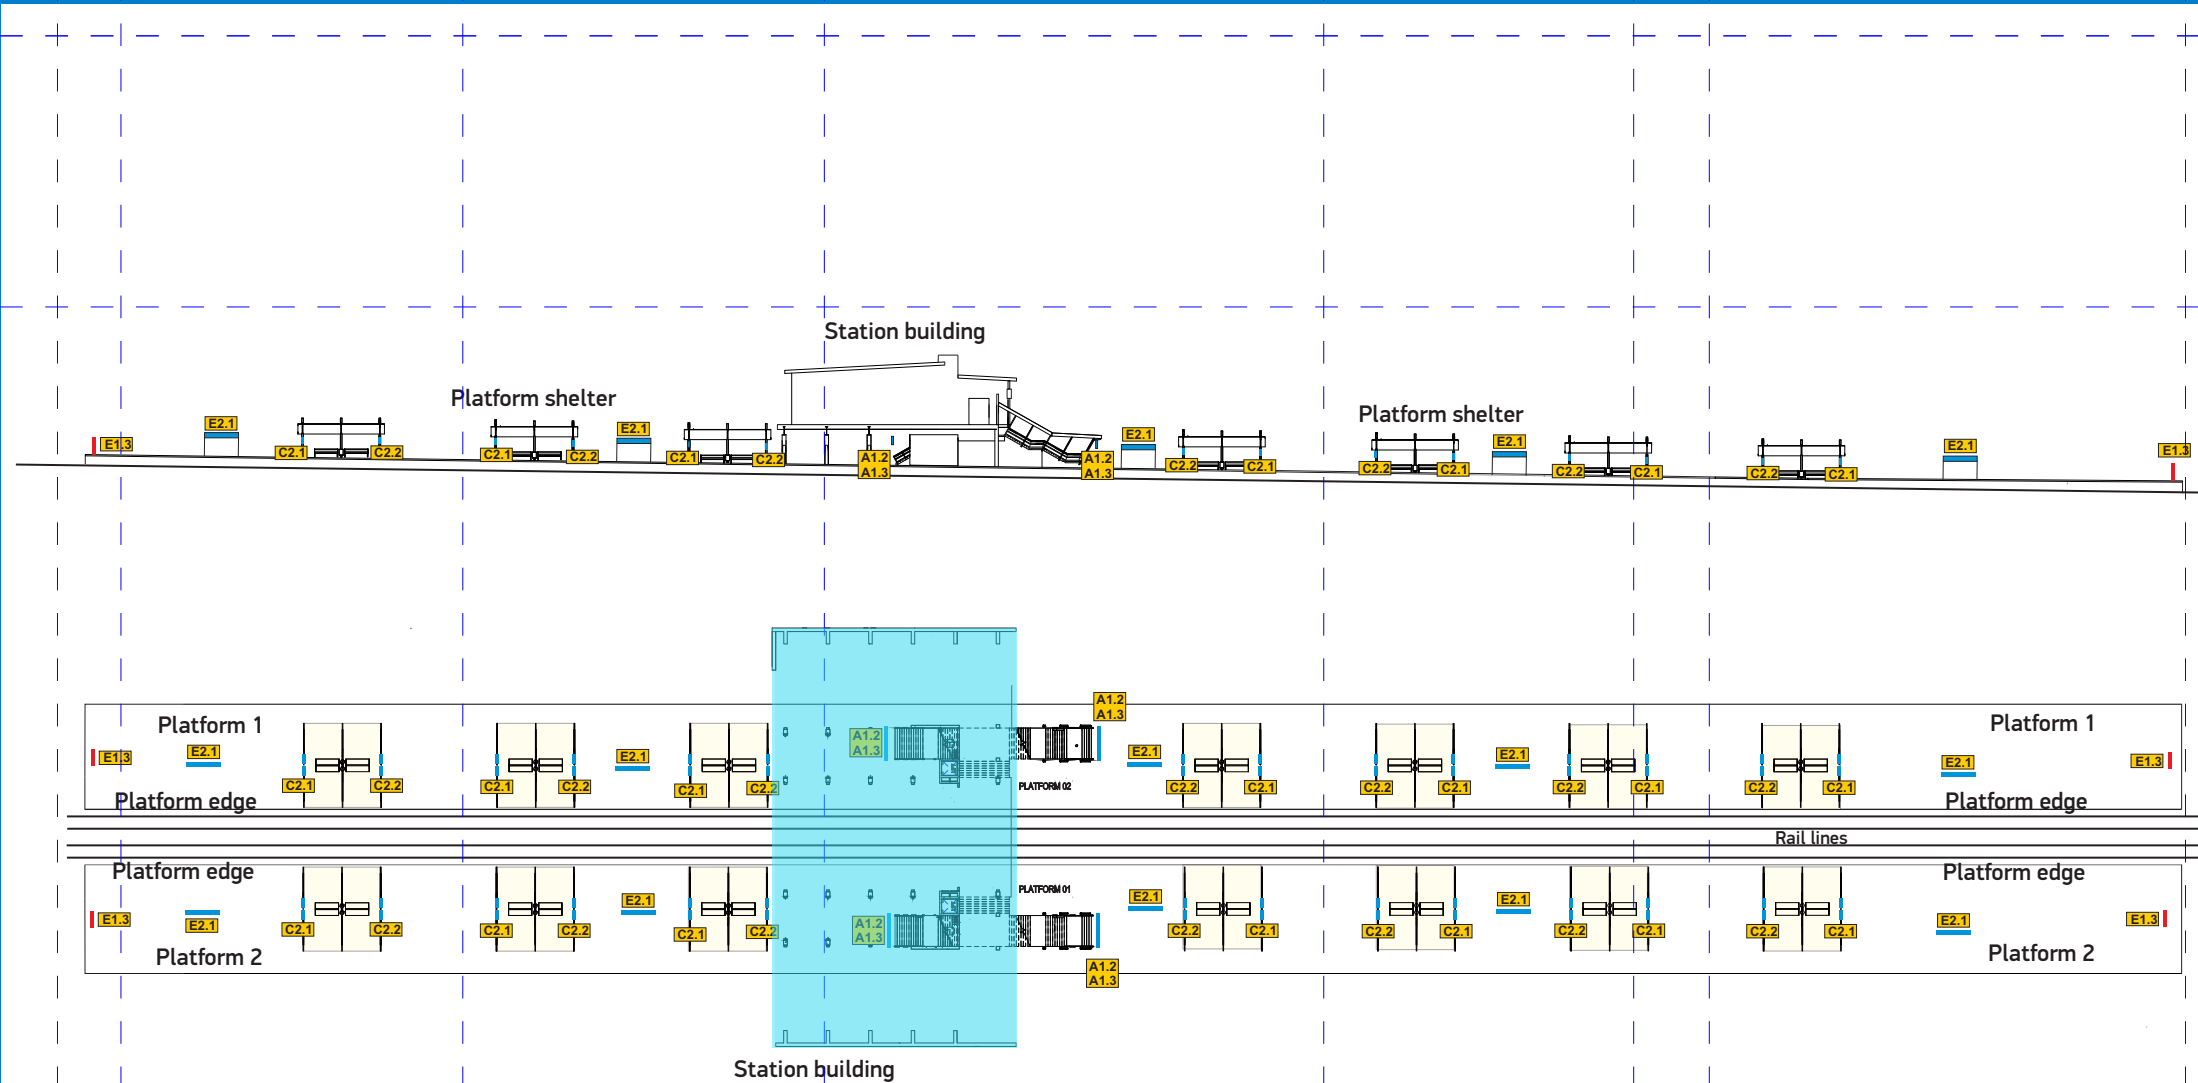 Station building
Platform shelter
Platform shelter
E2.1
E2.1
E2.1
E2.1
E2.1
E1.3
E1.3
C2.1
C2.2
C2.1
C2.2
C2.1
C2.2
A1.2
A1.3
A1.2
A1.3
C2.2
C2.1
C2.2
C2.1
C2.2
C2.1
C2.2
C2.1
A1.2
A1.3
Platform 1
Platform 1
E1.3
E2.1
E2.1
A1.2
A1.3
E2.1
E2.1
E2.1
E1.3
C2.1
C2.2
C2.1
C2.2
C2.1
C2.2
PLATFORM 02
C2.2
C2.1
C2.2
C2.1
C2.2
C2.1
C2.2
C2.1
Platform edge
Platform edge
Rail lines
Platform edge
Platform edge
PLATFORM 01
E1.3
E2.1
E2.1
E2.1
E2.1
E2.1
E1.3
C2.1
C2.2
C2.1
C2.2
C2.1
C2.2
A1.2
A1.3
C2.2
C2.1
C2.2
C2.1
C2.2
C2.1
C2.2
C2.1
Platform 2
Platform 2
A1.2
A1.3
Station building